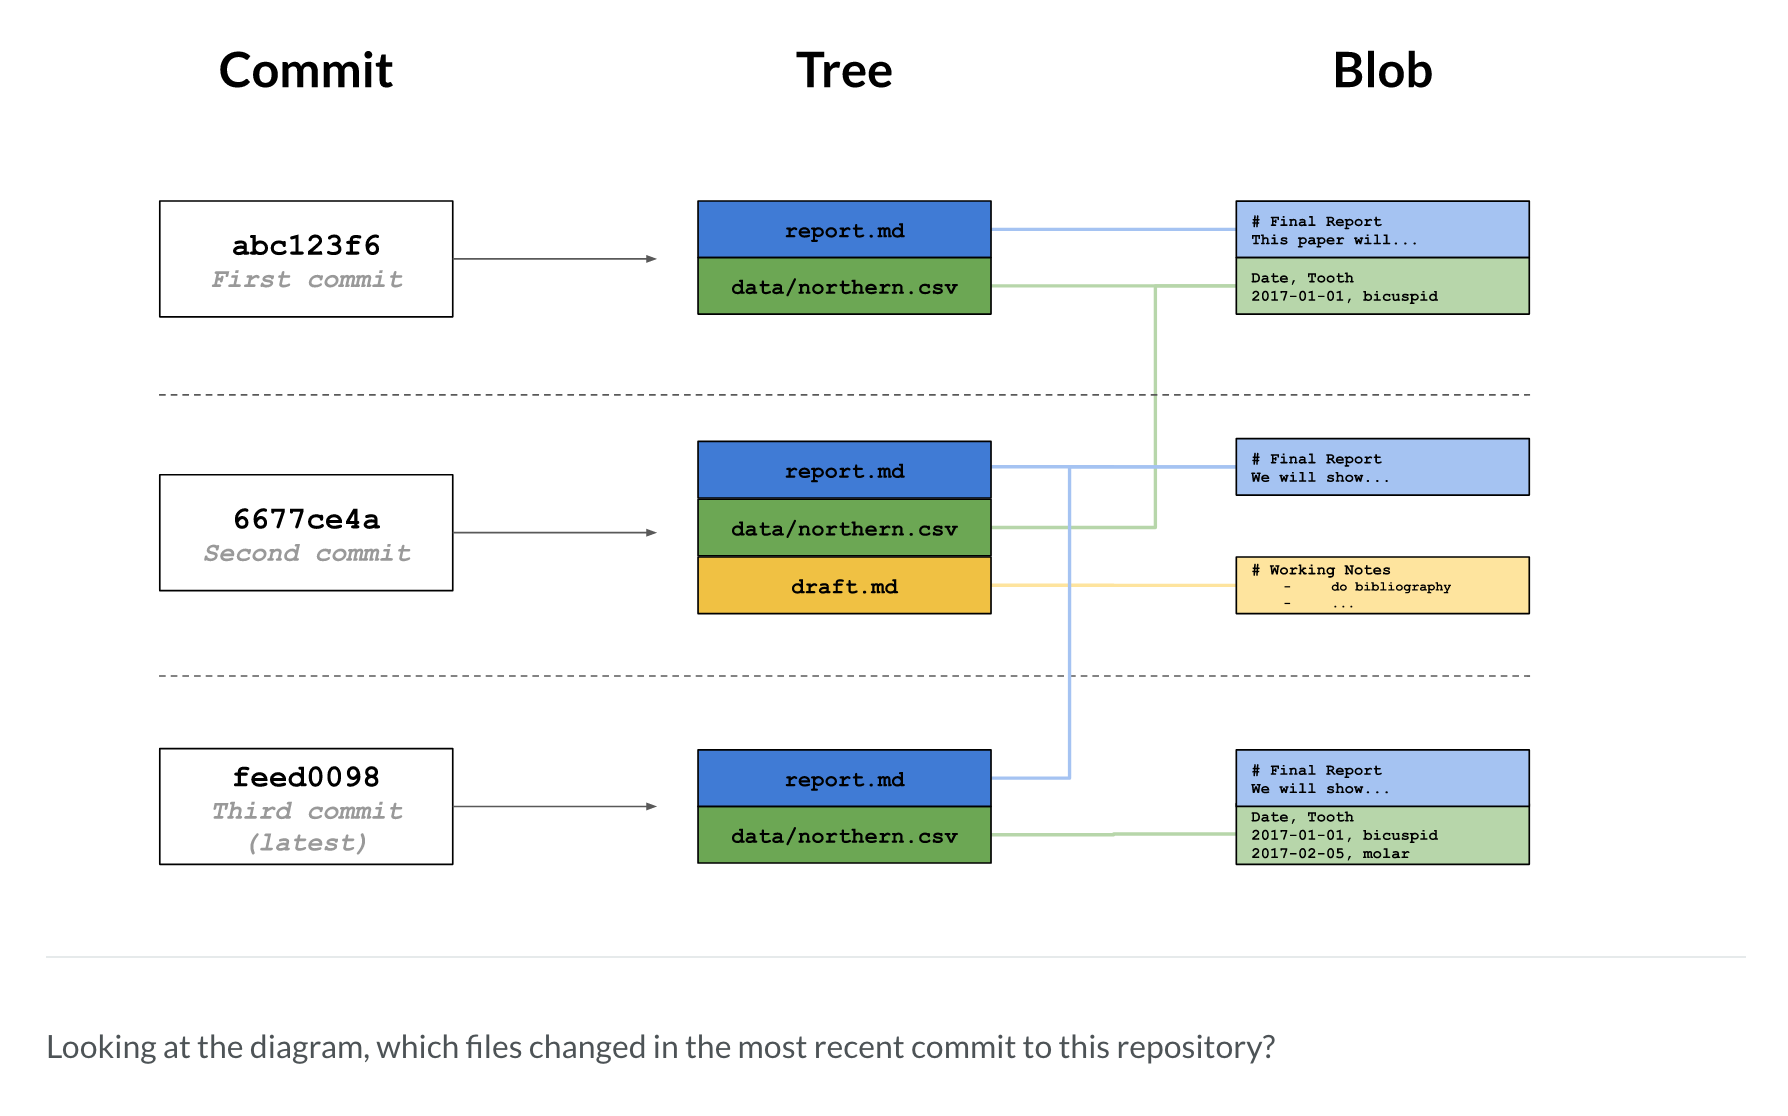 Commit
Tree
Blob
abc123f6
First commit
report.md
data/northern.csv
# Final Report
This paper will...
Date, Tooth
2017-01-01, bicuspid
6677ce4a
Second commit
report.md
data/northern.csv
draft.md
# Final Report
We will show...
# Working Notes
- do bibliography
- ...
feed0098
Third commit
(latest)
report.md
data/northern.csv
# Final Report
We will show...
Date, Tooth
2017-01-01, bicuspid
2017-02-05, molar
Looking at the diagram, which files changed in the most recent commit to this repository?